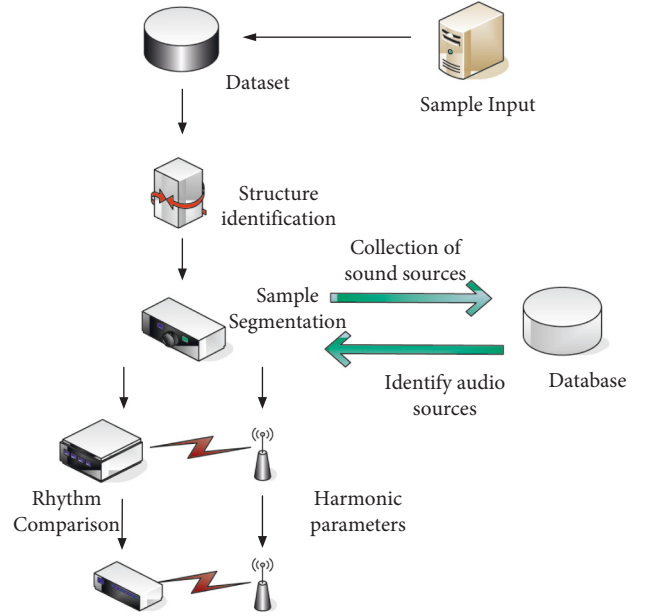 Dataset
Sample Input
Structure
identification
Collection of
sound sources
Sample
Segmentation
Identify audio
sources
Database
Rhythm
Comparison
Harmonic
parameters